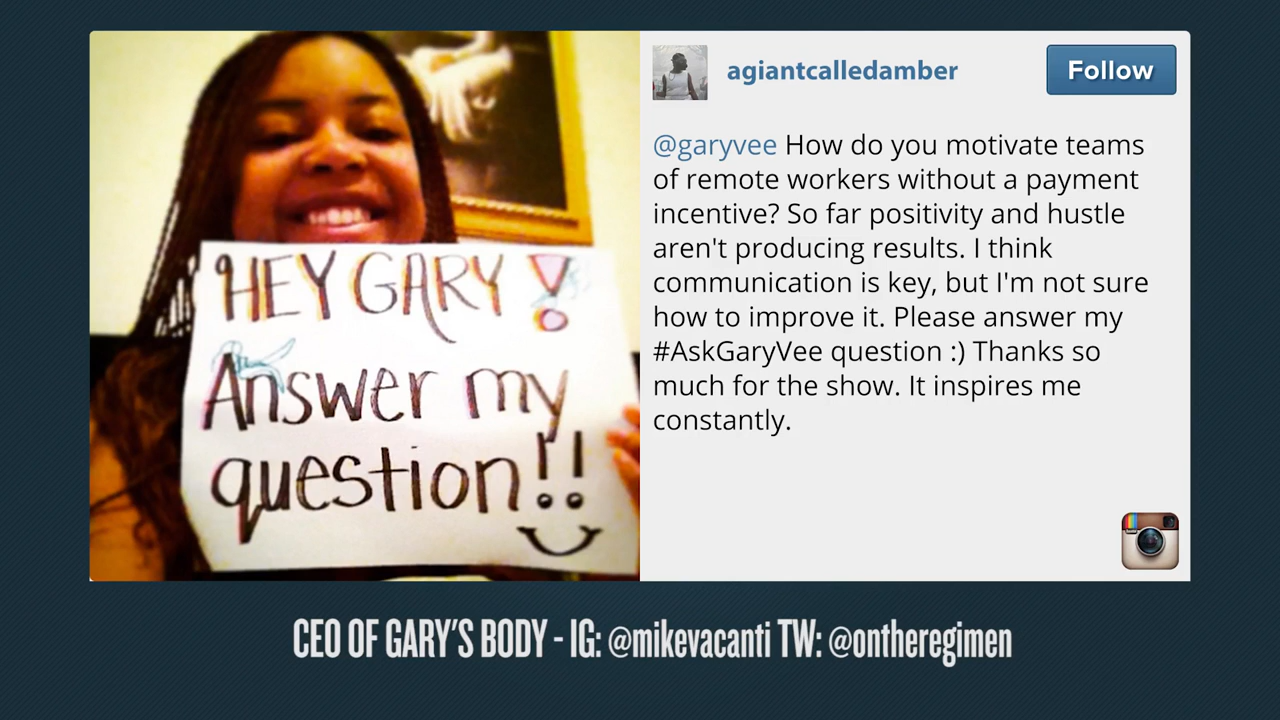 HEY GARY!
Answer my
question!!
agiantcalledamber
Follow
@garyvee How do you motivate teams
of remote workers without a payment
incentive? So far positivity and hustle
aren't producing results. I think
communication is key, but I'm not sure
how to improve it. Please answer my
#AskGaryVee question :) Thanks so
much for the show. It inspires me
constantly.
CEO OF GARY'S BODY - IG: @mikevacanti TW: @ontheregimen